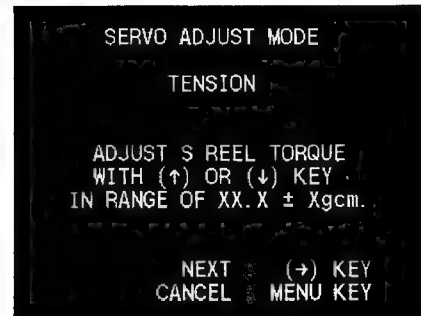 SERVO ADJUST MODE
TENSION
ADJUST S REEL TORQUE
WITH (↑) OR (↓) KEY
IN RANGE OF XX.X ± Xgcm.
NEXT (→) KEY
CANCEL MENU KEY